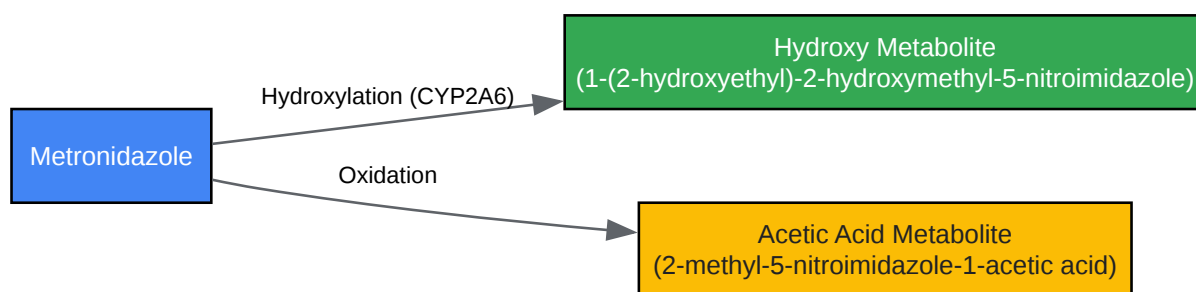 Metronidazole
Hydroxylation (CYP2A6)
Hydroxy Metabolite
(1-(2-hydroxyethyl)-2-hydroxymethyl-5-nitroimidazole)
Oxidation
Acetic Acid Metabolite
(2-methyl-5-nitroimidazole-1-acetic acid)